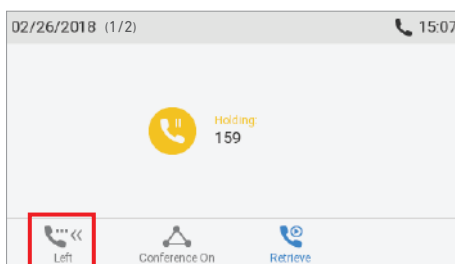 02/26/2018 (1/2) 15:07
Holding:
159
Left Conference On Retrieve